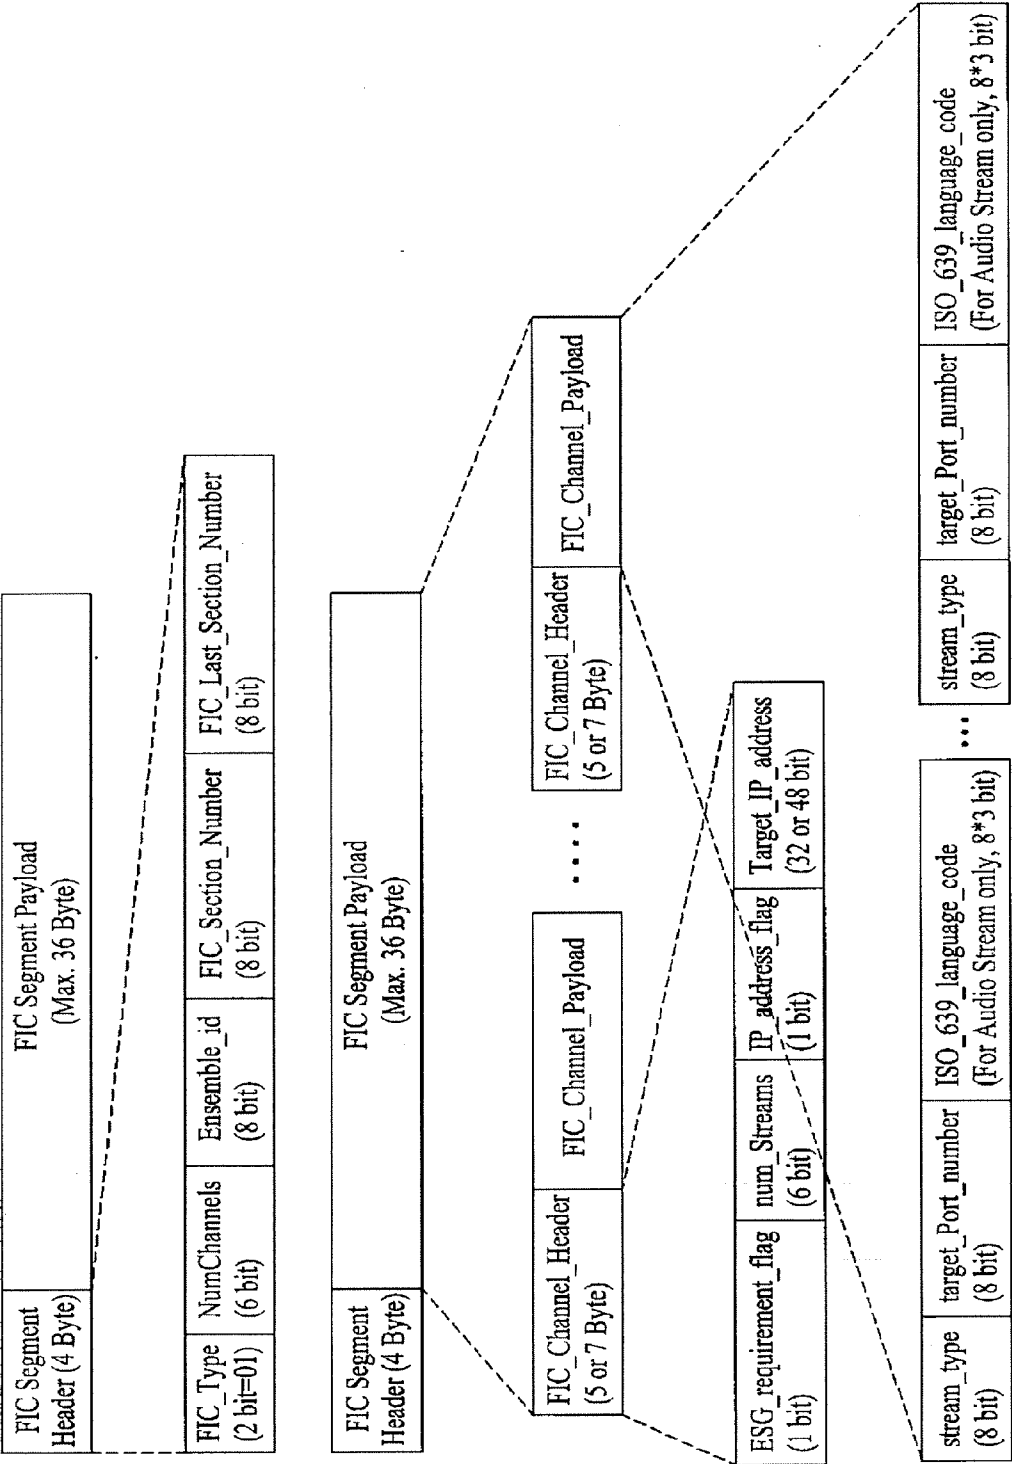 FIC Segment
Header (4 Byte)
FIC Segment Payload
(Max. 36 Byte)
FIC_Type
(2 bit=01)
NumChannels
(6 bit)
Ensemble_id
(8 bit)
FIC_Section_Number
(8 bit)
FIC_Last_Section_Number
(8 bit)
FIC Segment
Header (4 Byte)
FIC Segment Payload
(Max. 36 Byte)
FIC_Channel_Header
(5 or 7 Byte)
FIC_Channel_Payload
....
FIC_Channel_Header
(5 or 7 Byte)
FIC_Channel_Payload
ESG_requirement_flag
(1 bit)
num_Streams
(6 bit)
IP_address_flag
(1 bit)
Target_IP_address
(32 or 48 bit)
stream_type
(8 bit)
target_Port_number
(8 bit)
ISO_639_language_code
(For Audio Stream only, 8*3 bit)
...
stream_type
(8 bit)
target_Port_number
(8 bit)
ISO_639_language_code
(For Audio Stream only, 8*3 bit)